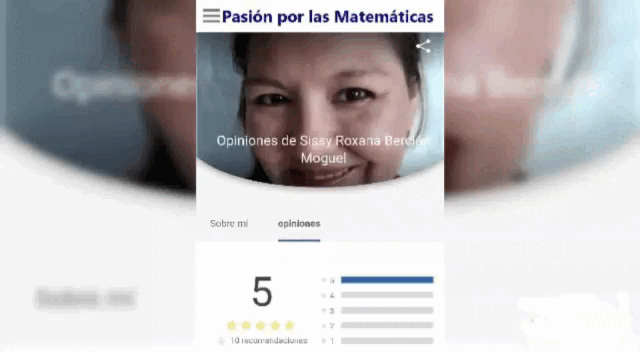 Pasión por las Matemáticas
Opiniones de Sissy Roxana Bercián
Moguel
Sobre mí
opiniones
5
5
4
3
2
1
10 recomendaciones